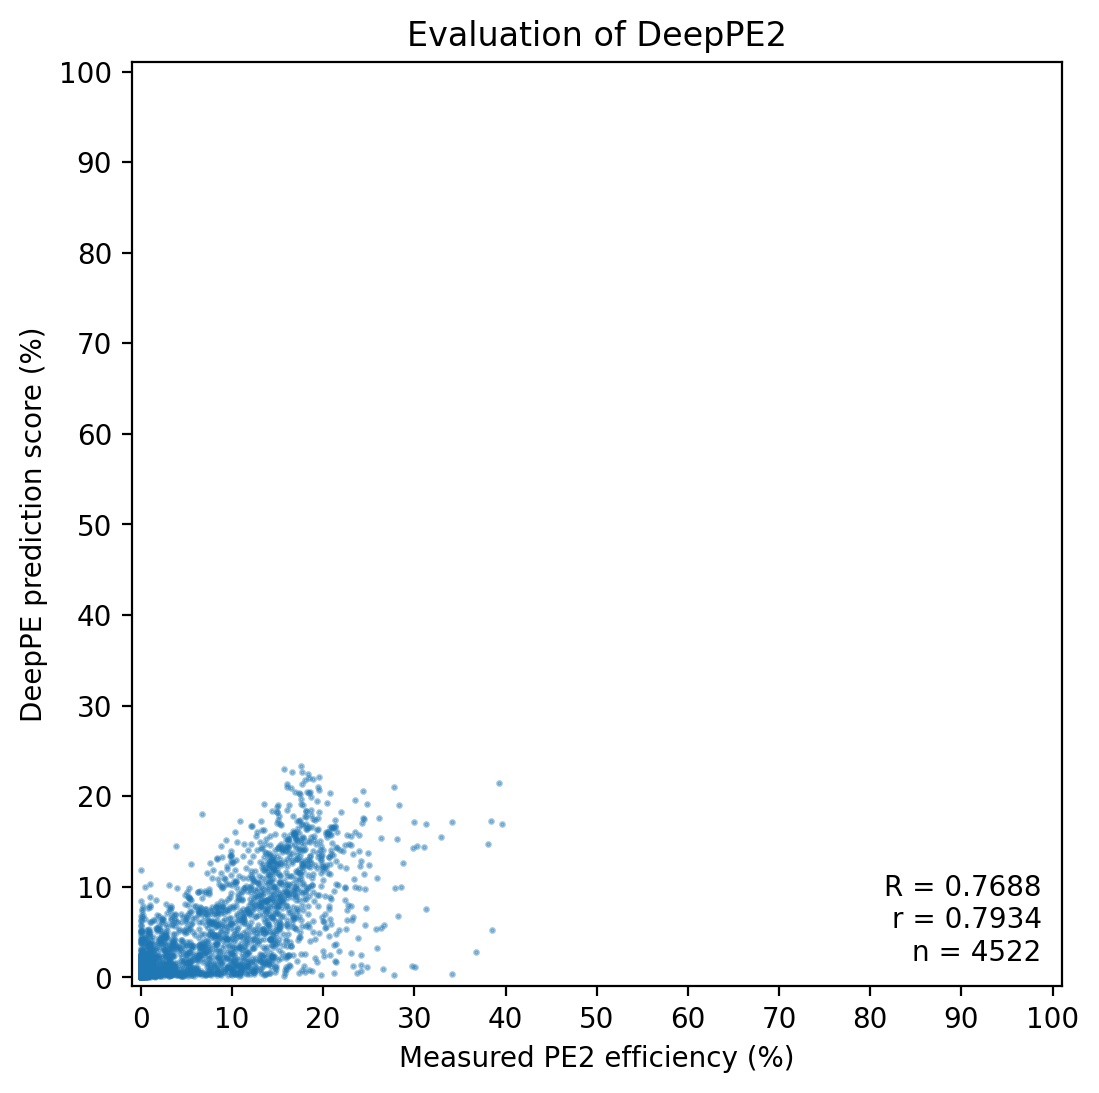 Evaluation of DeepPE2
100
90
80
70
60
50
40
30
20
10
0
DeepPE prediction score (%)
R = 0.7688
r = 0.7934
n = 4522
0 10 20 30 40 50 60 70 80 90 100
Measured PE2 efficiency (%)